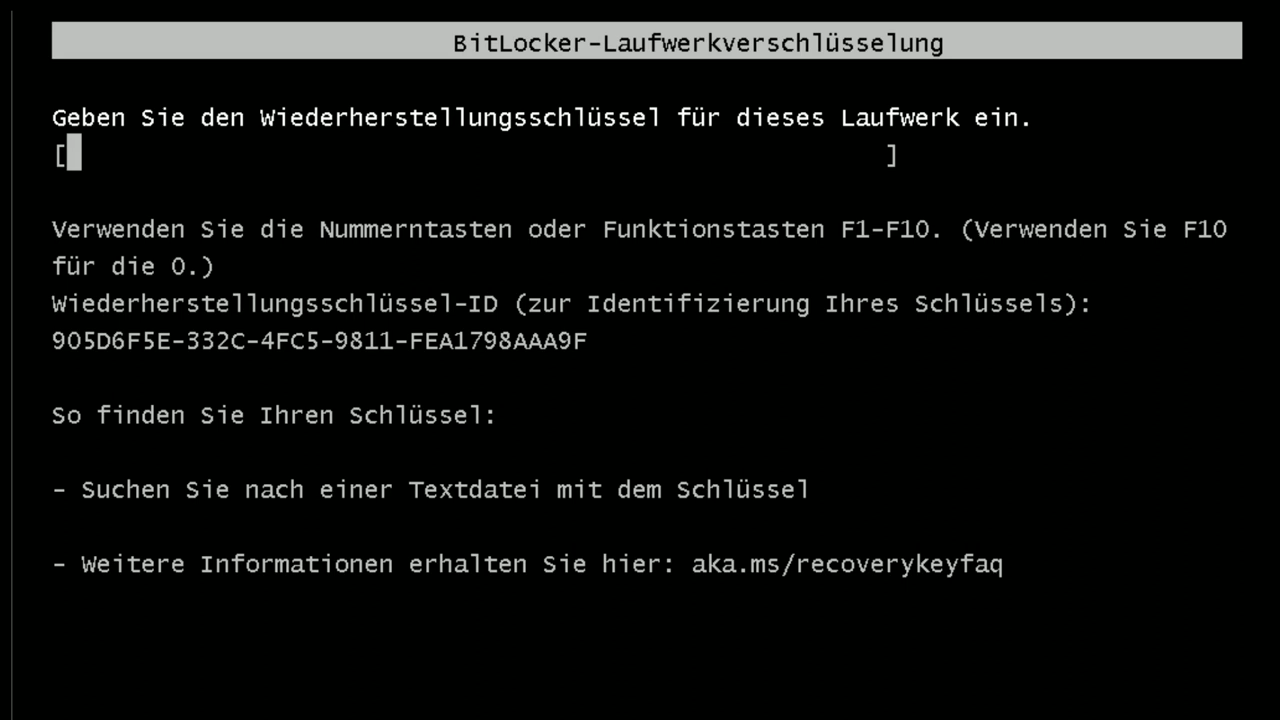 BitLocker-Laufwerkverschlüsselung
Geben Sie den Wiederherstellungsschlüssel für dieses Laufwerk ein.
[ ]
Verwenden Sie die Nummerntasten oder Funktionstasten F1-F10. (Verwenden Sie F10
für die 0.)
Wiederherstellungsschlüssel-ID (zur Identifizierung Ihres Schlüssels):
905D6F5E-332C-4FC5-9811-FEA1798AAA9F
So finden Sie Ihren Schlüssel:
- Suchen Sie nach einer Textdatei mit dem Schlüssel
- Weitere Informationen erhalten Sie hier: aka.ms/recoverykeyfaq